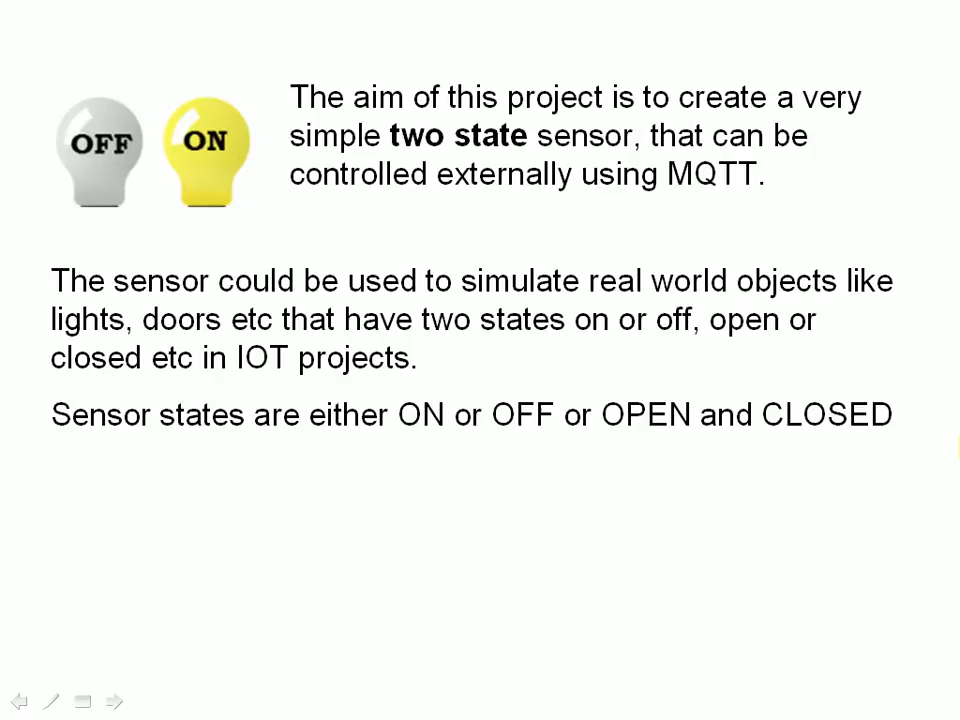 OFF ON
The aim of this project is to create a very
simple two state sensor, that can be
controlled externally using MQTT.
The sensor could be used to simulate real world objects like
lights, doors etc that have two states on or off, open or
closed etc in IOT projects.
Sensor states are either ON or OFF or OPEN and CLOSED